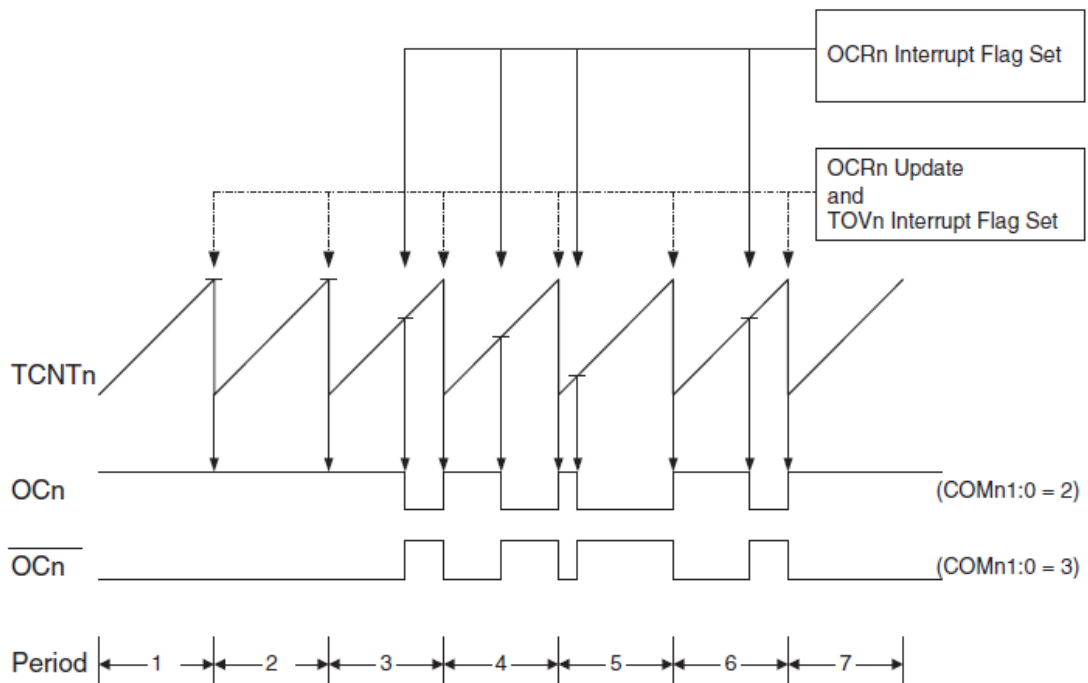 OCRn Interrupt Flag Set
OCRn Update
and
TOVn Interrupt Flag Set
TCNTn
OCn
(COMn1:0 = 2)
OCn
(COMn1:0 = 3)
Period 1 2 3 4 5 6 7